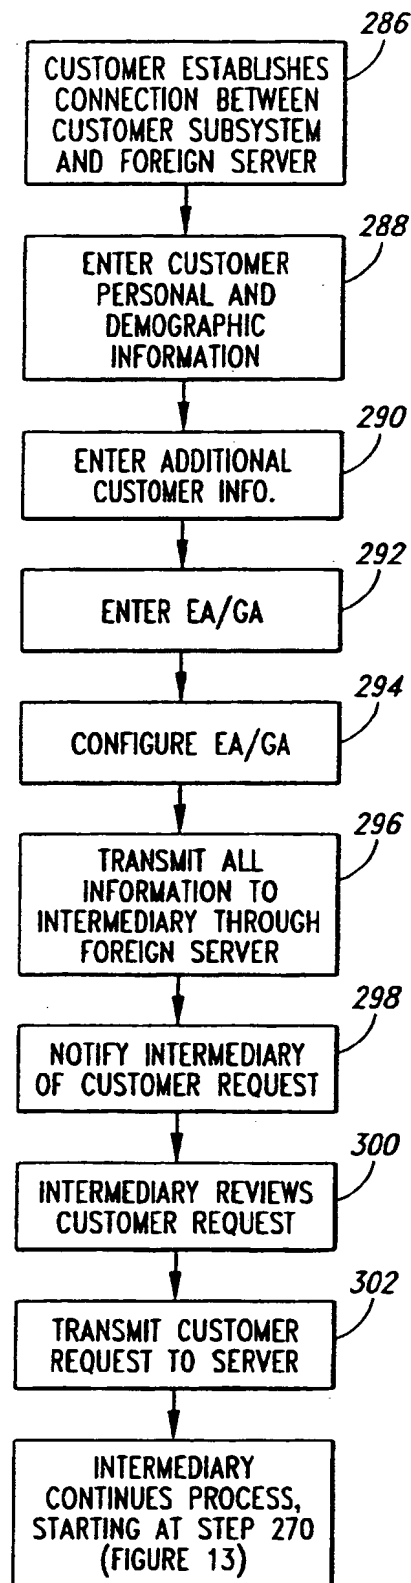 286
CUSTOMER ESTABLISHES
CONNECTION BETWEEN
CUSTOMER SUBSYSTEM
AND FOREIGN SERVER
288
ENTER CUSTOMER
PERSONAL AND
DEMOGRAPHIC
INFORMATION
290
ENTER ADDITIONAL
CUSTOMER INFO.
292
ENTER EA/GA
294
CONFIGURE EA/GA
296
TRANSMIT ALL
INFORMATION TO
INTERMEDIARY THROUGH
FOREIGN SERVER
298
NOTIFY INTERMEDIARY
OF CUSTOMER REQUEST
300
INTERMEDIARY REVIEWS
CUSTOMER REQUEST
302
TRANSMIT CUSTOMER
REQUEST TO SERVER
INTERMEDIARY
CONTINUES PROCESS,
STARTING AT STEP 270
(FIGURE 13)